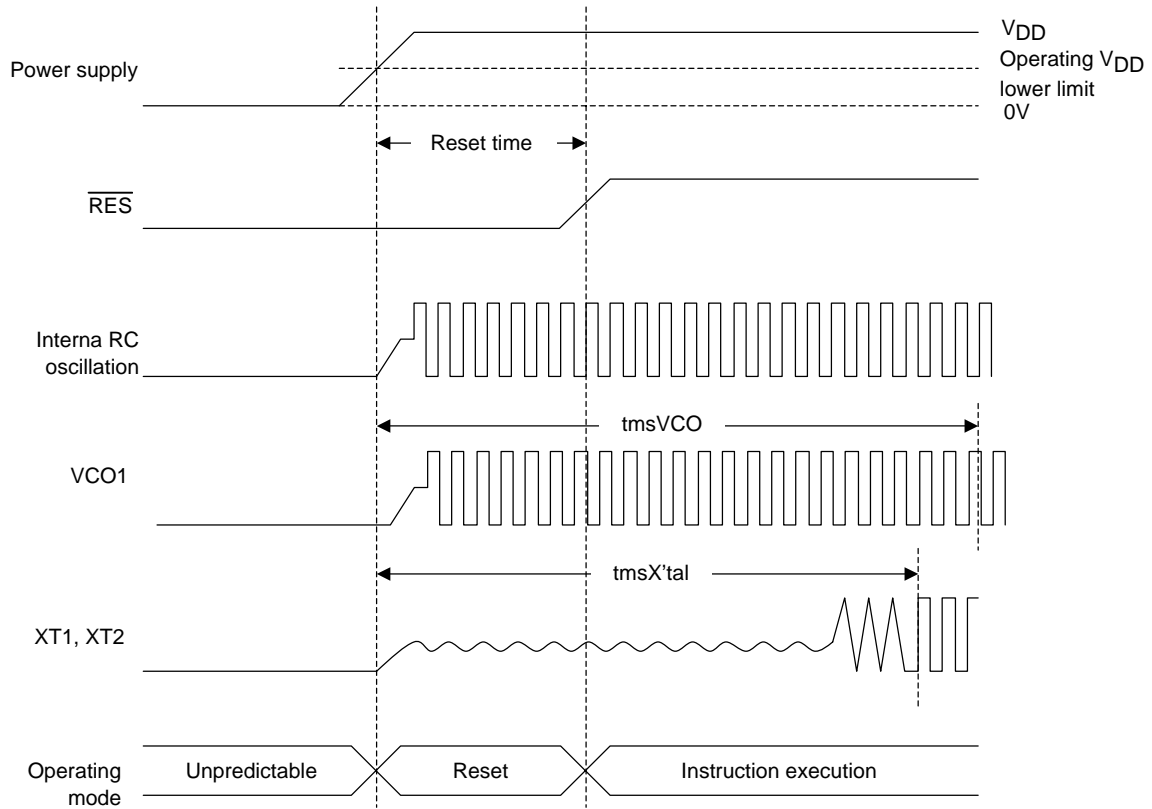 VDD
Operating VDD
Power supply
lower limit
0V
Reset time
RES
Interna RC
oscillation
tmsVCO
VCO1
tmsX'tal
XT1, XT2
Operating
mode
Unpredictable
Reset
Instruction execution